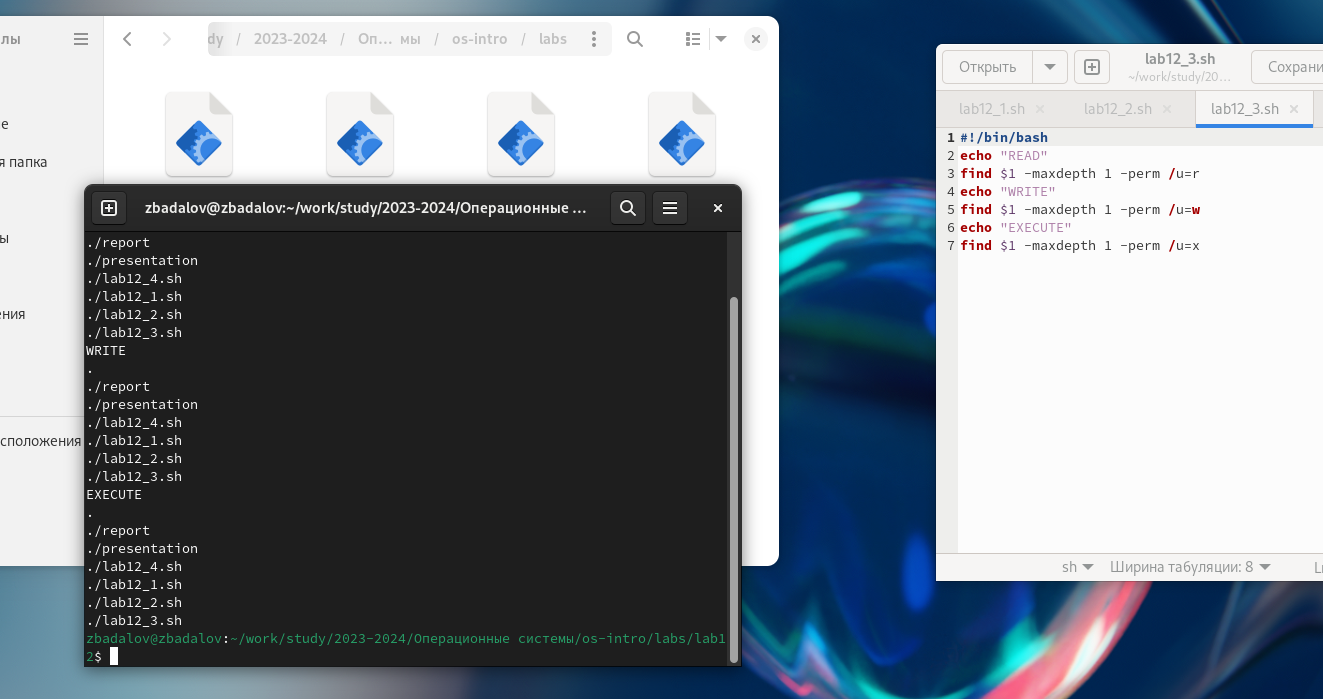 лы
dy / 2023-2024 / Оп… мы / os-intro / labs
е
я папка
ы
ения
сположения
zbadalov@zbadalov:~/work/study/2023-2024/Операционные ...
./report
./presentation
./lab12_4.sh
./lab12_1.sh
./lab12_2.sh
./lab12_3.sh
WRITE
.
./report
./presentation
./lab12_4.sh
./lab12_1.sh
./lab12_2.sh
./lab12_3.sh
EXECUTE
.
./report
./presentation
./lab12_4.sh
./lab12_1.sh
./lab12_2.sh
./lab12_3.sh
zbadalov@zbadalov:~/work/study/2023-2024/Операционные системы/os-intro/labs/lab1
2$
Открыть
lab12_3.sh
~/work/study/20...
Сохрани
lab12_1.sh
lab12_2.sh
lab12_3.sh
1 #!/bin/bash
2 echo "READ"
3 find $1 -maxdepth 1 -perm /u=r
4 echo "WRITE"
5 find $1 -maxdepth 1 -perm /u=w
6 echo "EXECUTE"
7 find $1 -maxdepth 1 -perm /u=x
sh
Ширина табуляции: 8